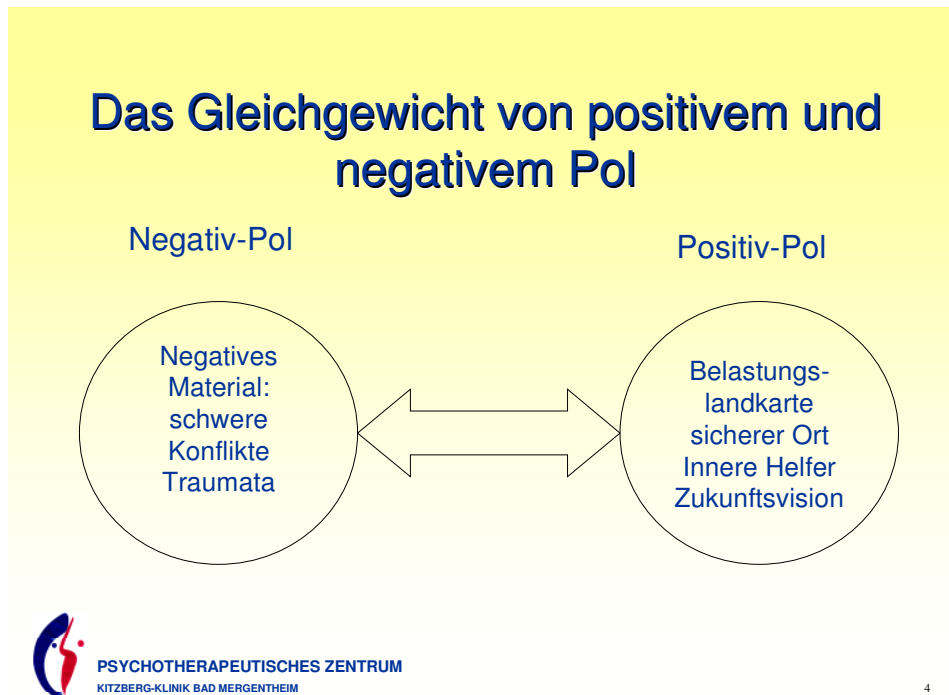 Das Gleichgewicht von positivem und
negativem Pol
Negativ-Pol
Positiv-Pol
Negatives
Material:
schwere
Konflikte
Traumata
Belastungs-
landkarte
sicherer Ort
Innere Helfer
Zukunftsvision
PSYCHOTHERAPEUTISCHES ZENTRUM
KITZBERG-KLINIK BAD MERGENTHEIM
4